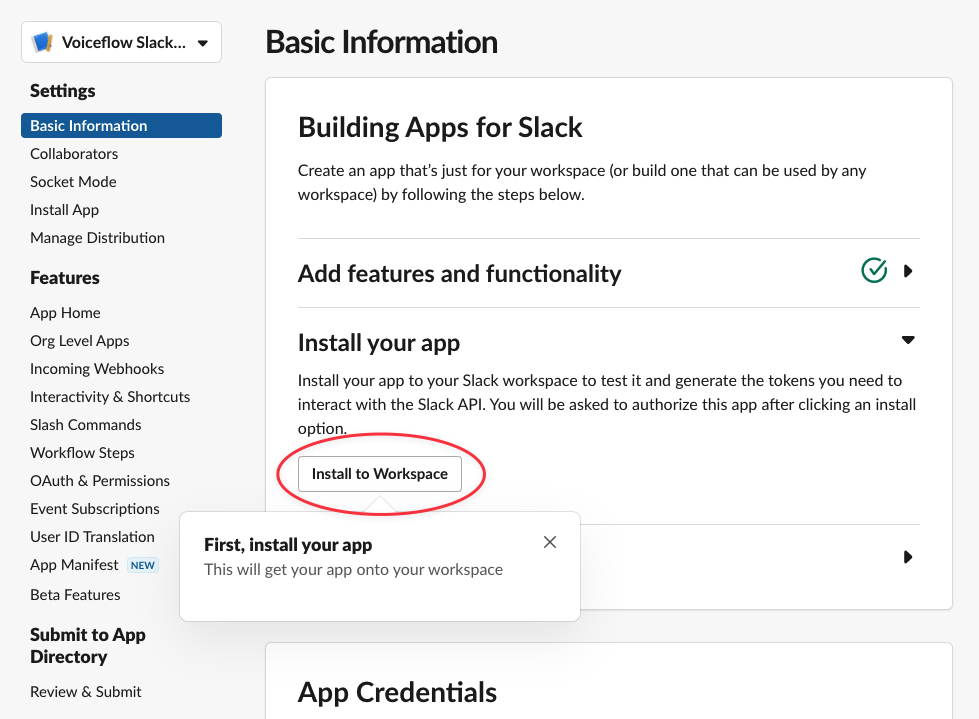 Voiceflow Slack...
Settings
Basic Information
Collaborators
Socket Mode
Install App
Manage Distribution
Features
App Home
Org Level Apps
Incoming Webhooks
Interactivity & Shortcuts
Slash Commands
Workflow Steps
OAuth & Permissions
Event Subscriptions
User ID Translation
App Manifest NEW
Beta Features
Submit to App
Directory
Review & Submit
Basic Information
Building Apps for Slack
Create an app that's just for your workspace (or build one that can be used by any
workspace) by following the steps below.
Add features and functionality
Install your app
Install your app to your Slack workspace to test it and generate the tokens you need to
interact with the Slack API. You will be asked to authorize this app after clicking an install
option.
Install to Workspace
First, install your app
This will get your app onto your workspace
App Credentials